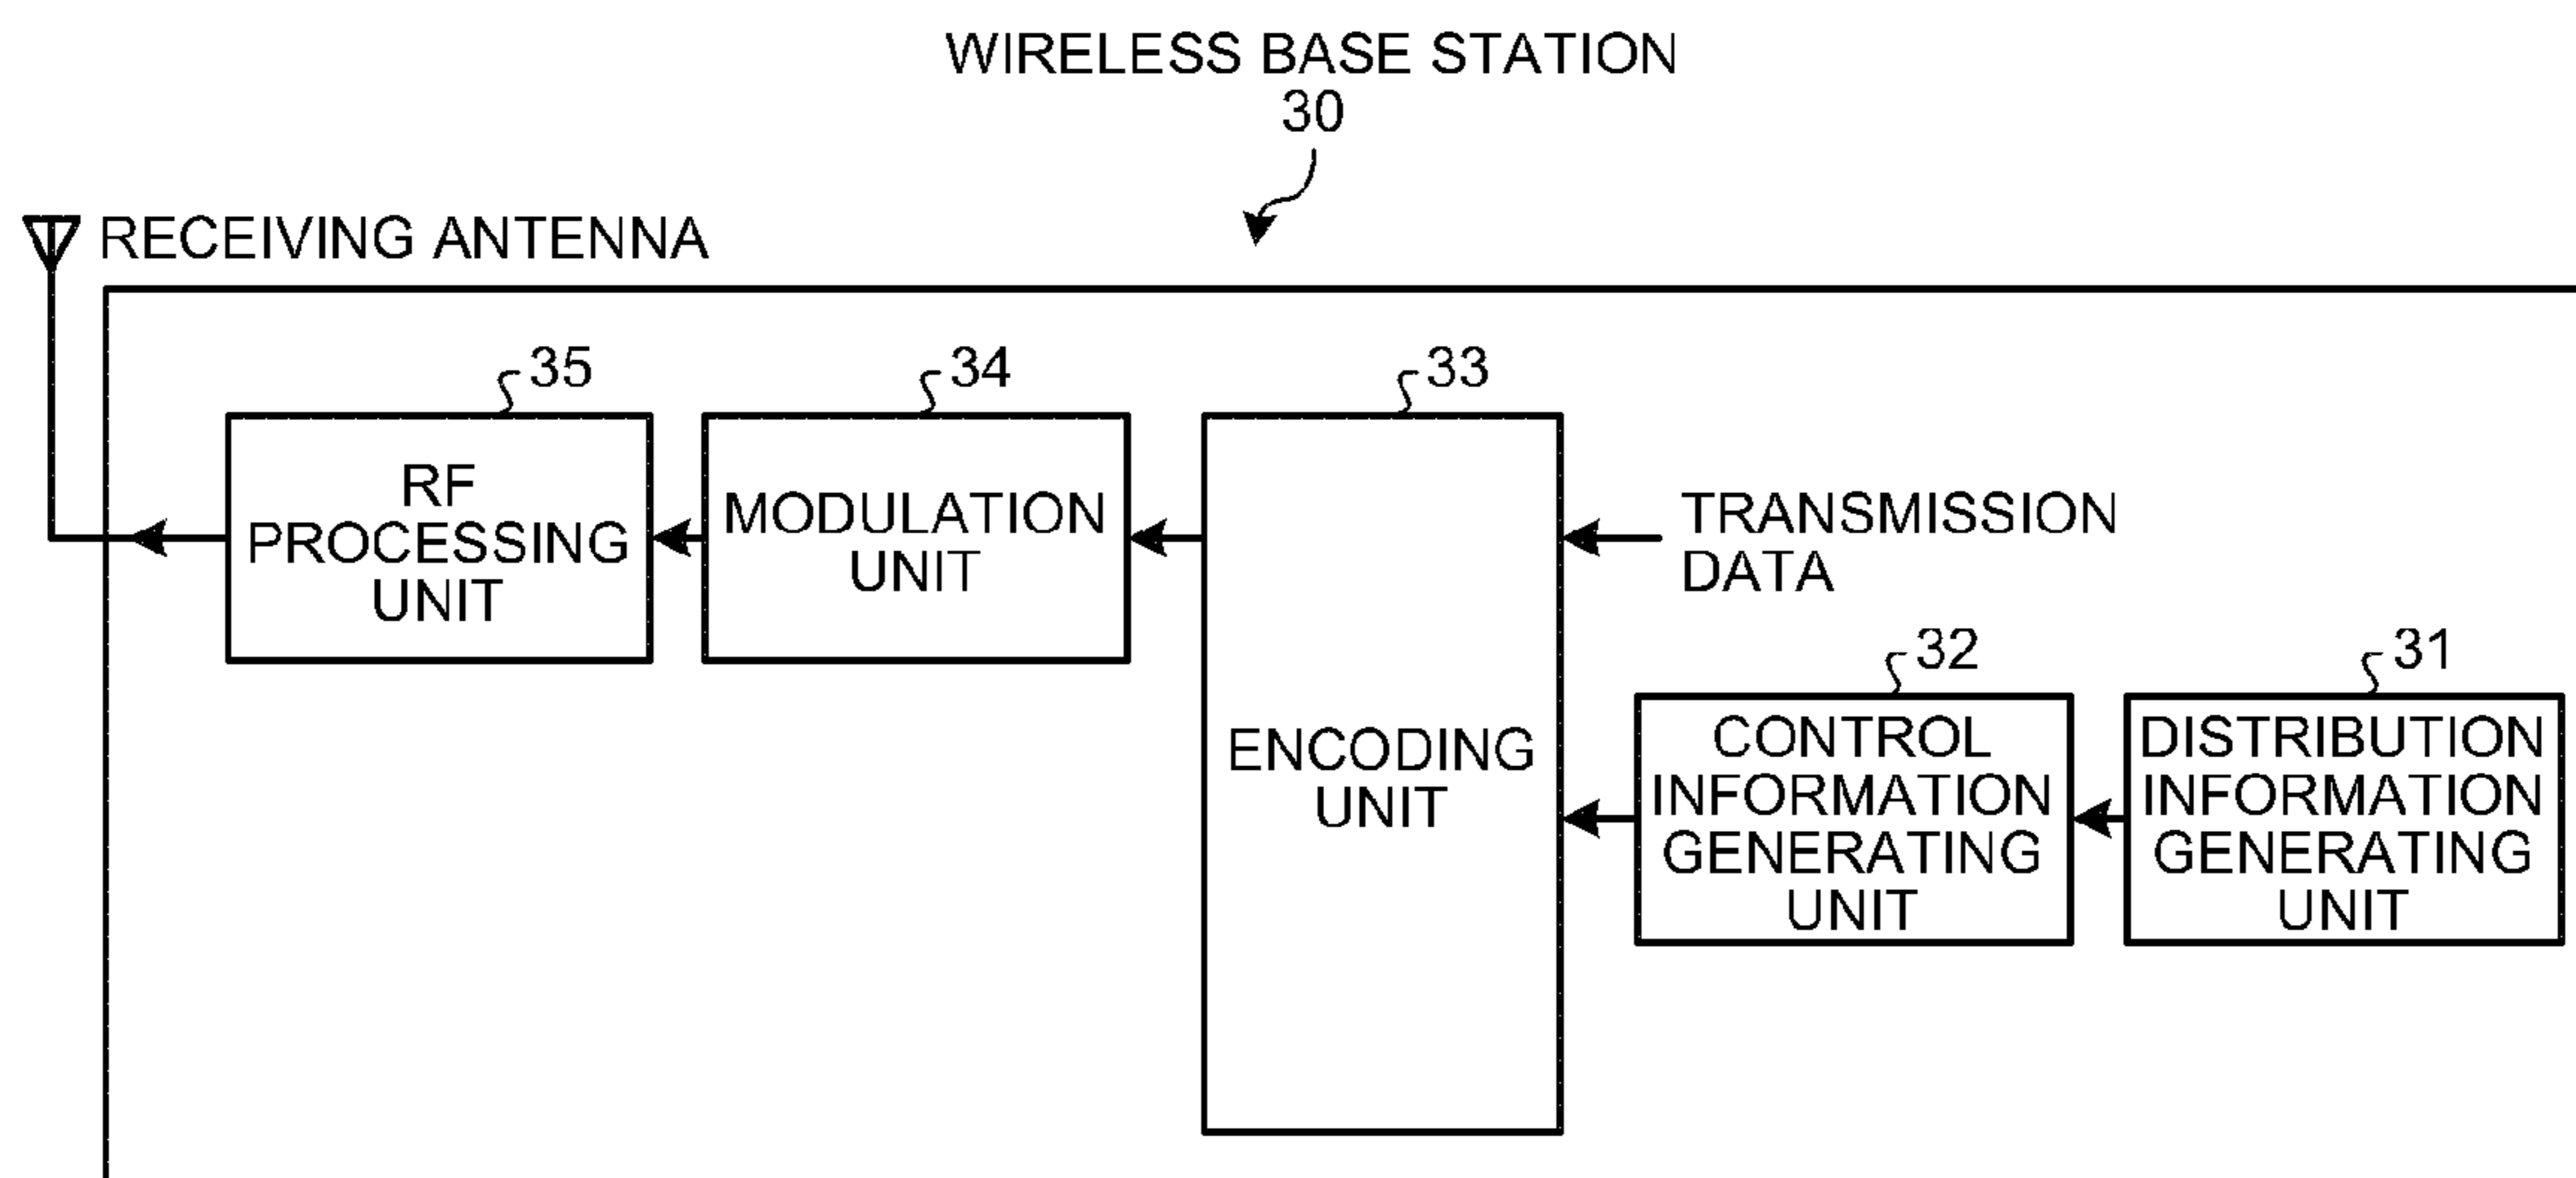 WIRELESS BASE STATION
30
RECEIVING ANTENNA
35
34
33
RF
PROCESSING
UNIT
MODULATION
UNIT
ENCODING
UNIT
TRANSMISSION
DATA
32
31
CONTROL
INFORMATION
GENERATING
UNIT
DISTRIBUTION
INFORMATION
GENERATING
UNIT